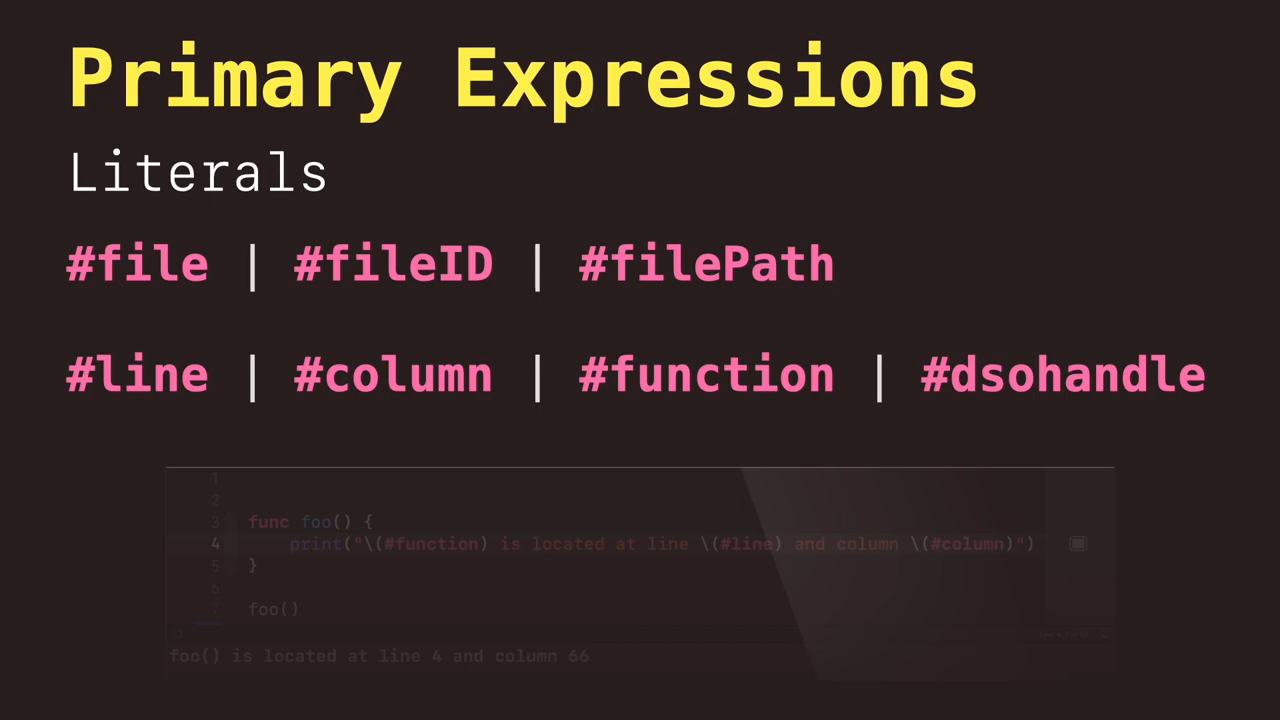 Primary Expressions
Literals
#file | #fileID | #filePath
#line | #column | #function | #dsohandle
1
2
3 func foo() {
4 print("\(#function) is located at line \(#line) and column \(#column)")
5 }
6
7 foo()
foo() is located at line 4 and column 66